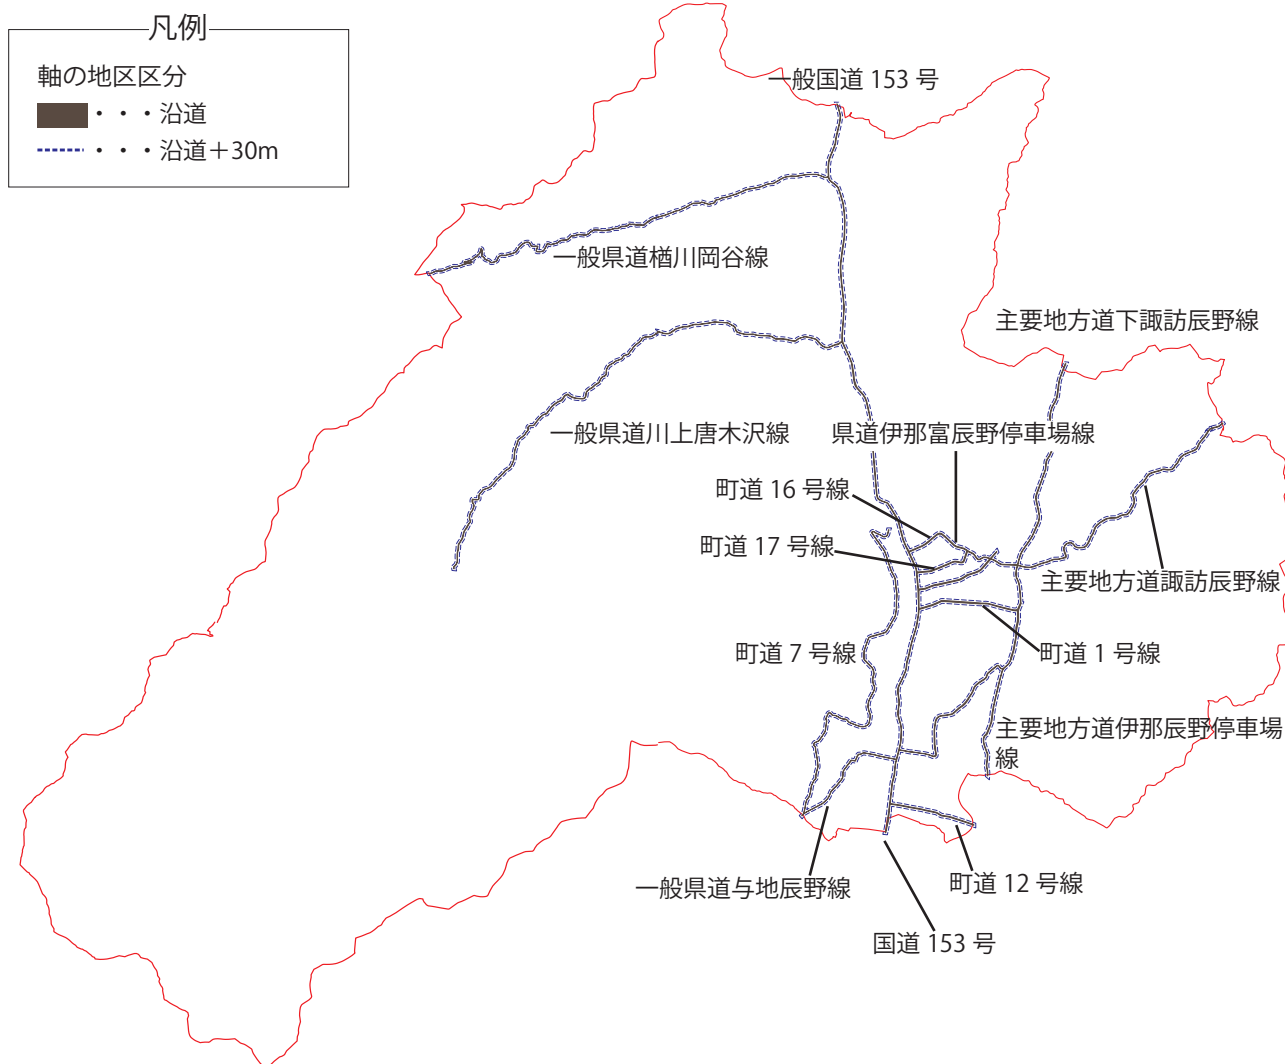 凡例
軸の地区区分
・・・沿道
・・・沿道＋30m
一般国道 153 号
一般県道楢川岡谷線
主要地方道下諏訪辰野線
一般県道川上唐木沢線
県道伊那富辰野停車場線
町道 16 号線
町道 17 号線
主要地方道諏訪辰野線
町道 7 号線
町道 1 号線
主要地方道伊那辰野停車場
線
一般県道与地辰野線
町道 12 号線
国道 153 号